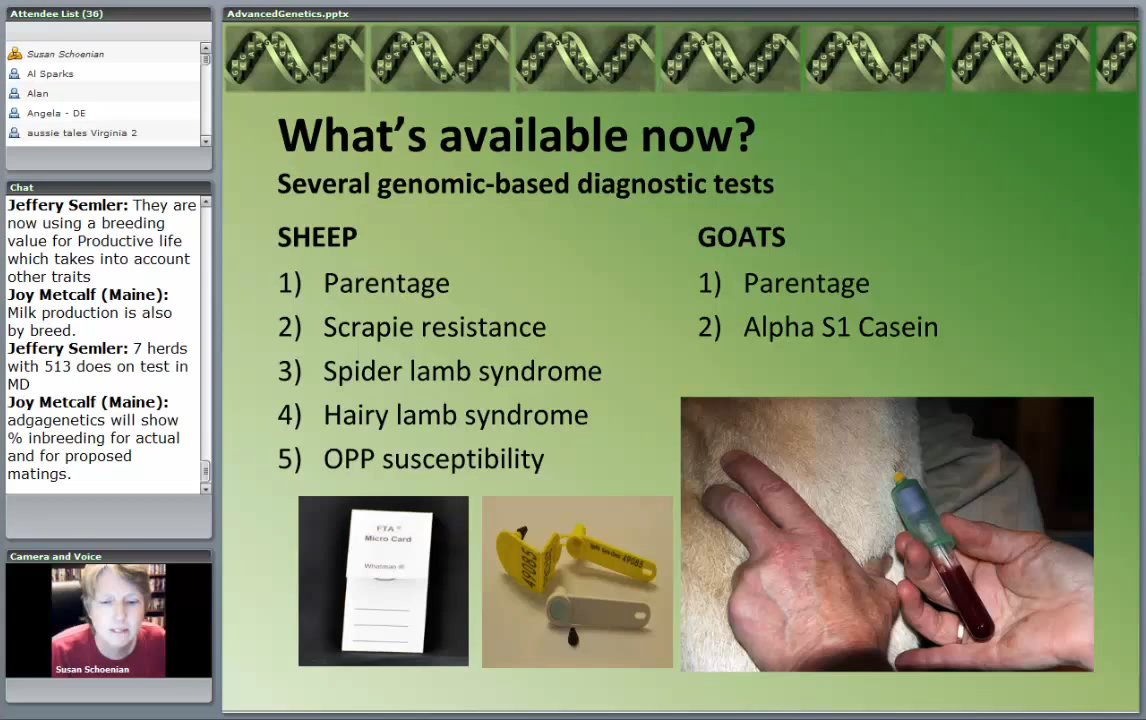 Attendee List (36)
Susan Schoenian
Al Sparks
Alan
Angela - DE
aussie tales Virginia 2
Chat
Jeffery Semler: They are
now using a breeding
value for Productive life
which takes into account
other traits
Joy Metcalf (Maine):
Milk production is also
by breed.
Jeffery Semler: 7 herds
with 513 does on test in
MD
Joy Metcalf (Maine):
adgagenetics will show
% inbreeding for actual
and for proposed
matings.
Camera and Voice
Susan Schoenian
AdvancedGenetics.pptx
What's available now?
Several genomic-based diagnostic tests
SHEEP
1) Parentage
2) Scrapie resistance
3) Spider lamb syndrome
4) Hairy lamb syndrome
5) OPP susceptibility
GOATS
1) Parentage
2) Alpha S1 Casein
FTA®
Micro Card
Whatman®
49085
49085